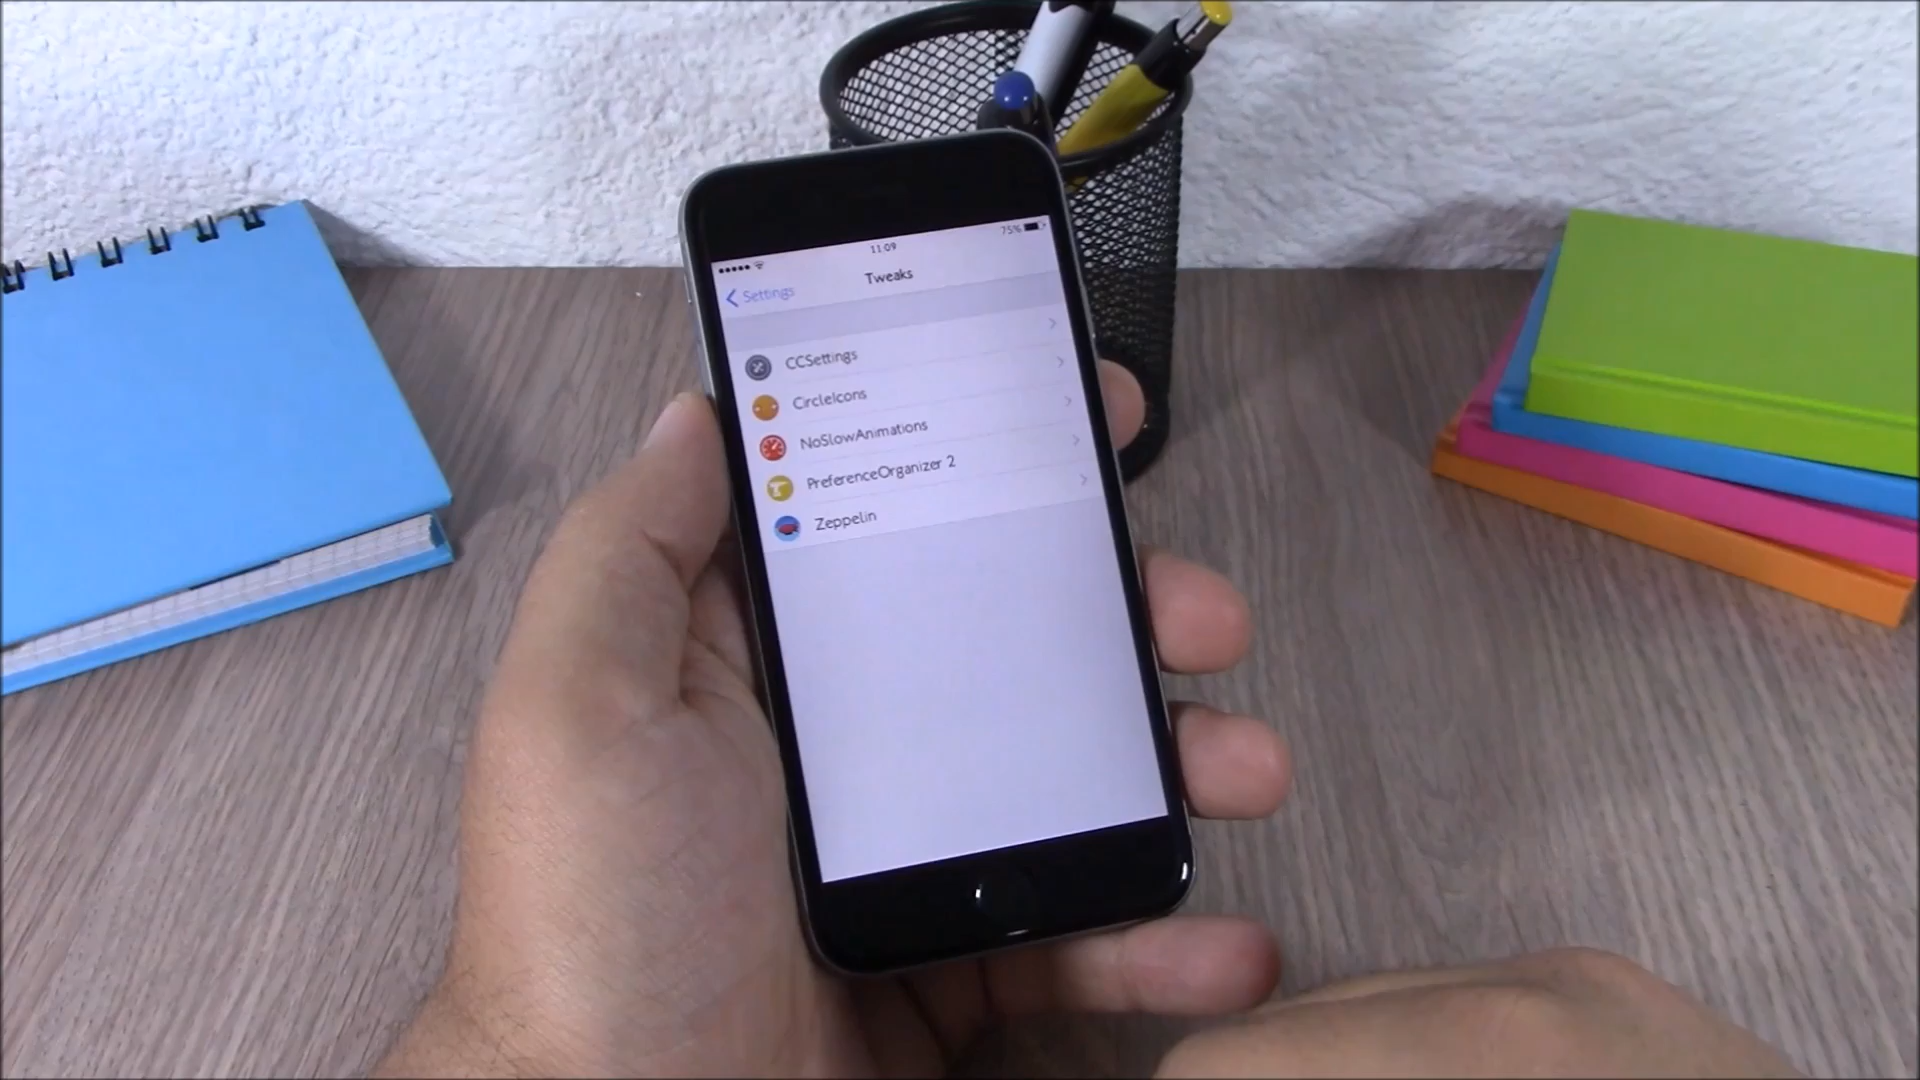 11:09
75%
Settings
Tweaks
CCSettings
CircleIcons
NoSlowAnimations
PreferenceOrganizer 2
Zeppelin